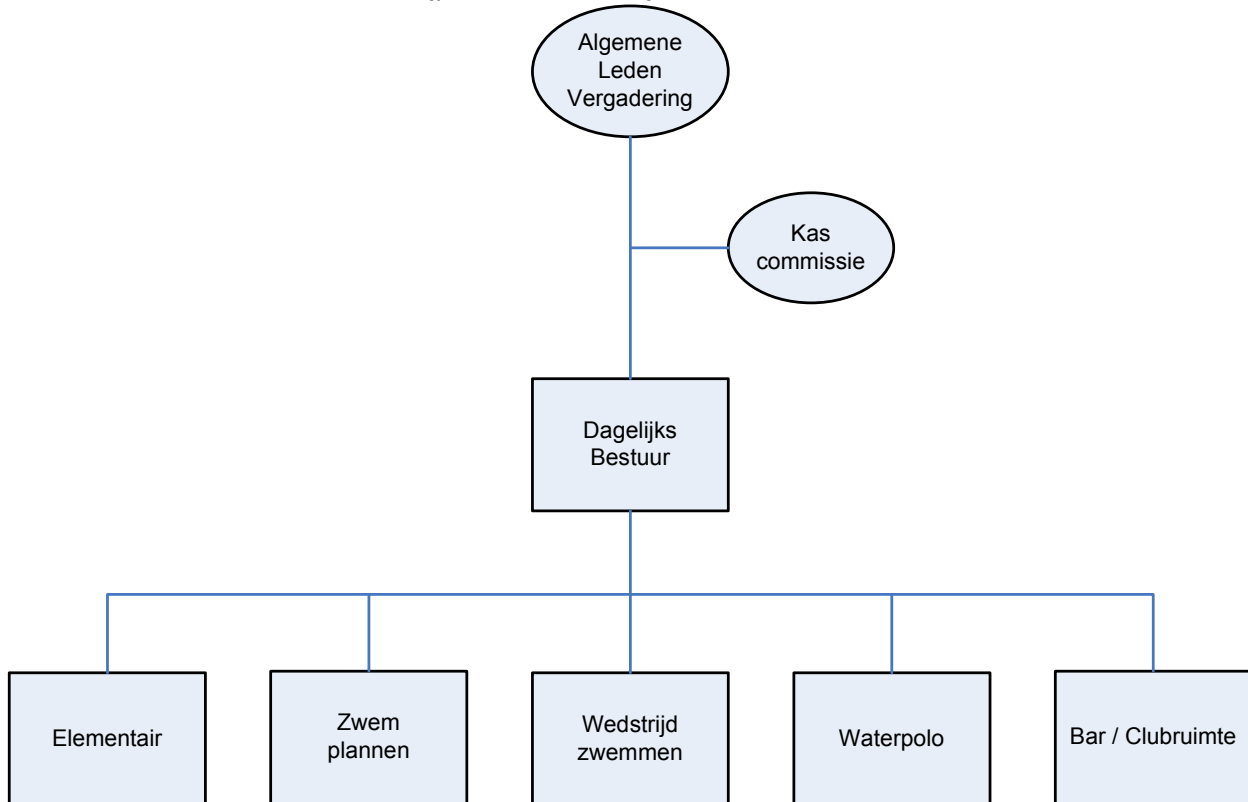 Algemene
Leden
Vergadering
Kas
commissie
Dagelijks
Bestuur
Elementair
Zwem
plannen
Wedstrijd
zwemmen
Waterpolo
Bar / Clubruimte